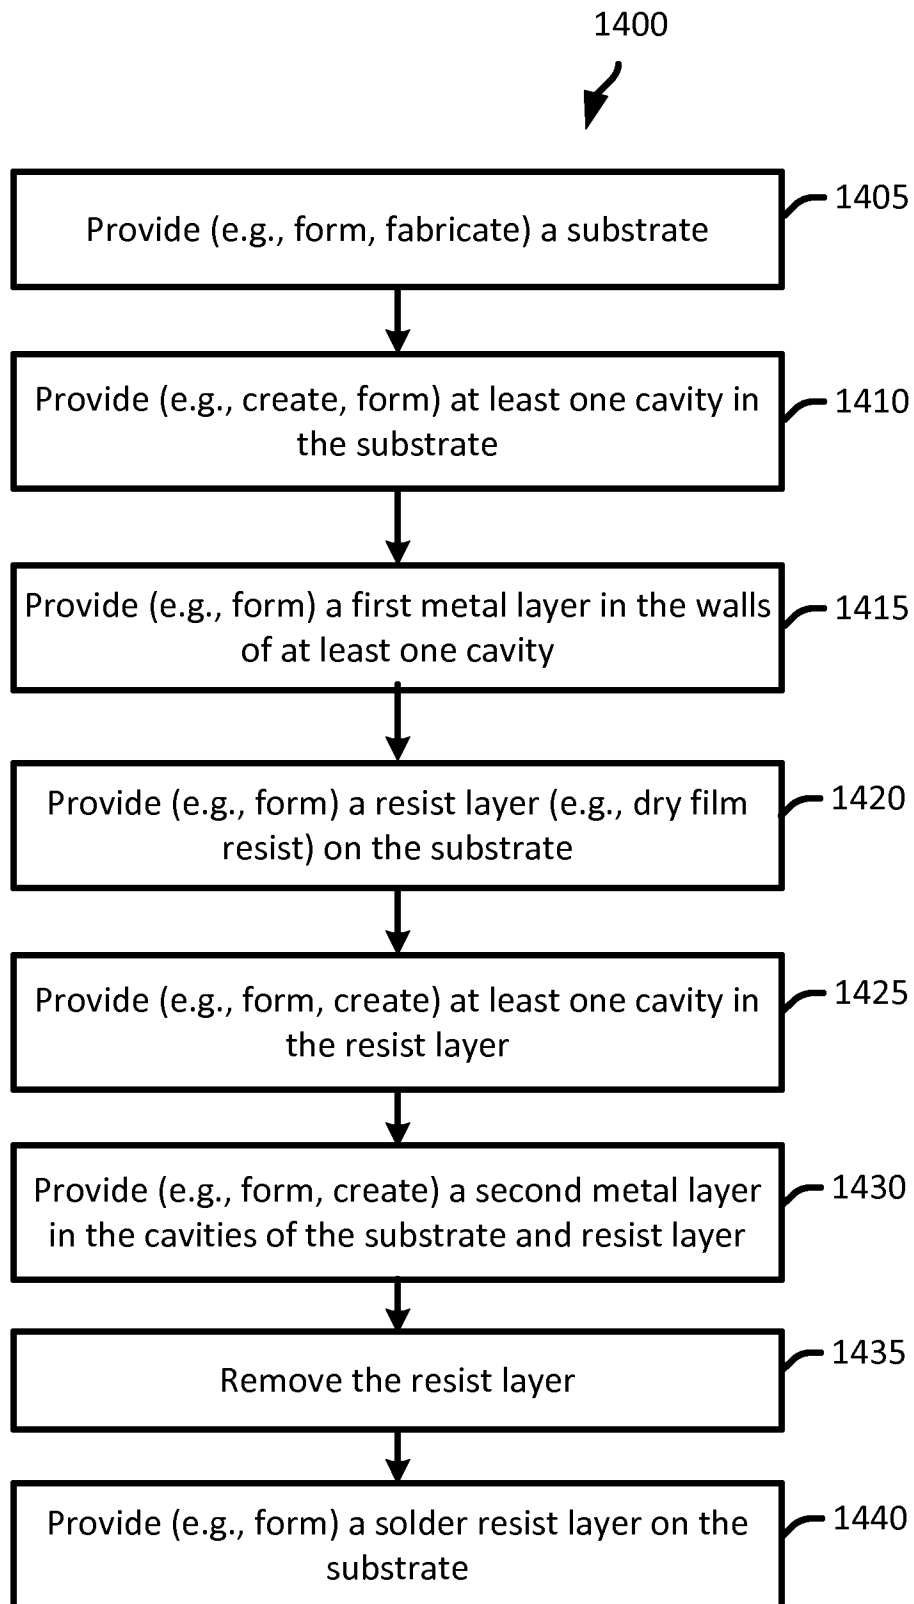 1400
Provide (e.g., form, fabricate) a substrate
1405
Provide (e.g., create, form) at least one cavity in
the substrate
1410
Provide (e.g., form) a first metal layer in the walls
of at least one cavity
1415
Provide (e.g., form) a resist layer (e.g., dry film
resist) on the substrate
1420
Provide (e.g., form, create) at least one cavity in
the resist layer
1425
Provide (e.g., form, create) a second metal layer
in the cavities of the substrate and resist layer
1430
Remove the resist layer
1435
Provide (e.g., form) a solder resist layer on the
substrate
1440